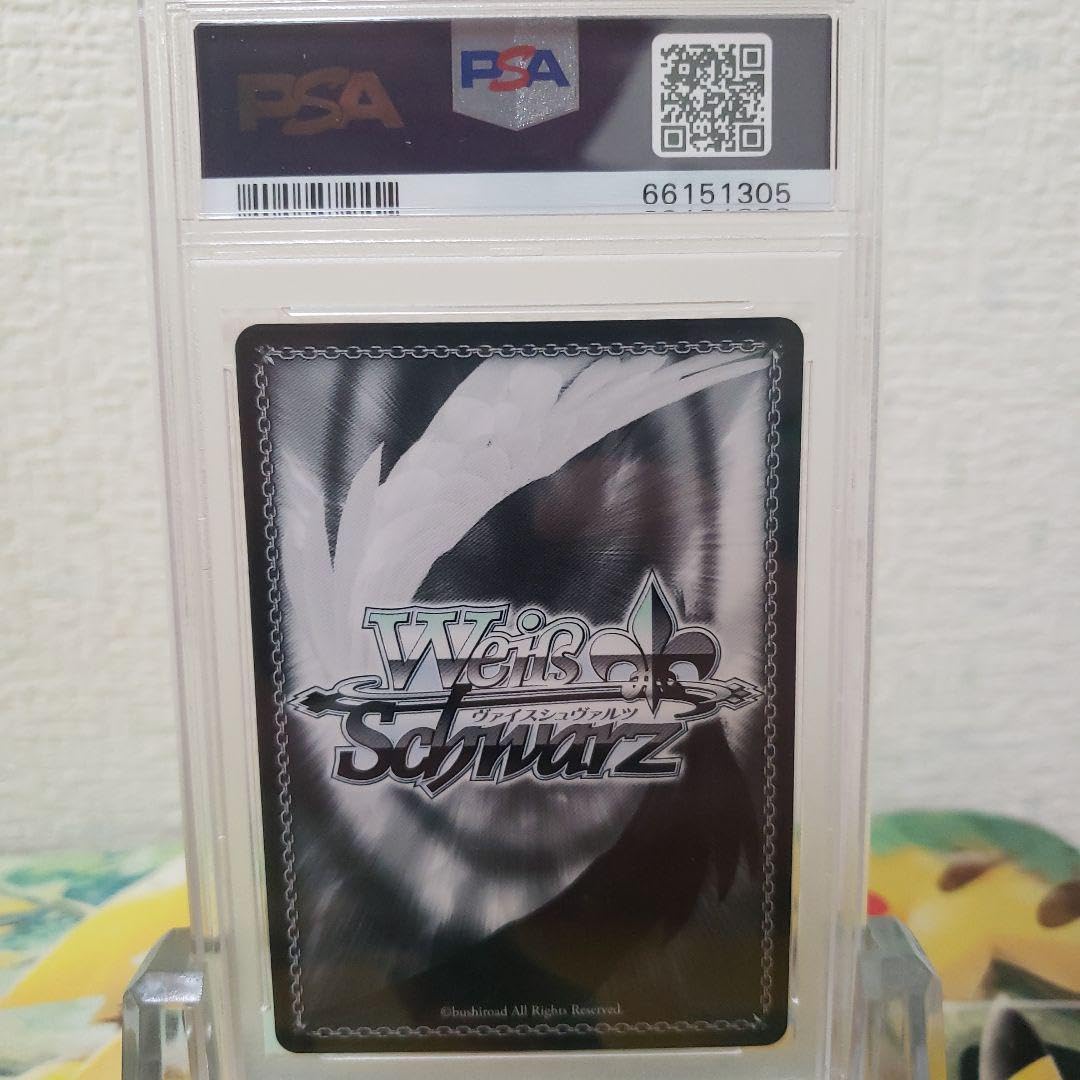 PSA
PSA
66151305
Weiß
ヴァイスシュヴァルツ
Schwarz
©bushiroad All Rights Reserved.